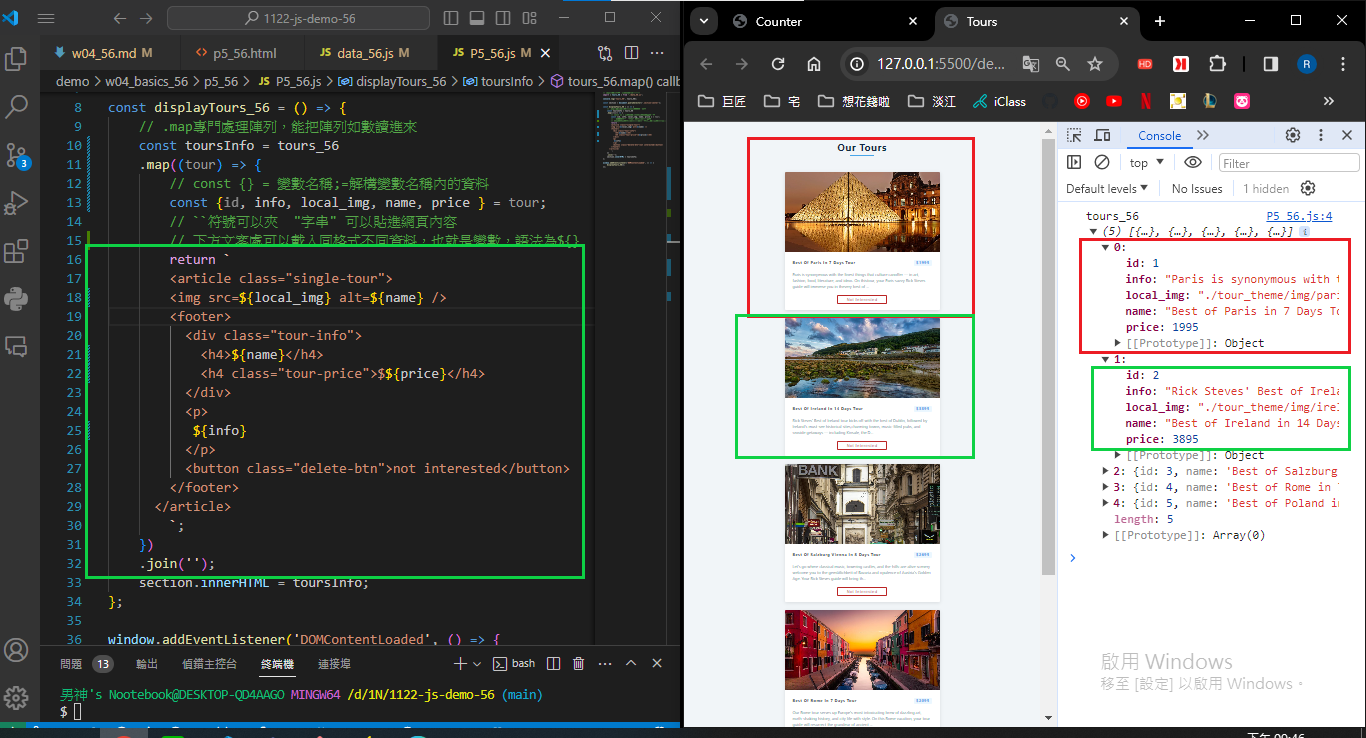 1122-js-demo-56
w04_56.md M
p5_56.html
JS data_56.js M
JS P5_56.js M
demo > w04_basics_56 > p5_56 > JS P5_56.js > displayTours_56 > toursInfo > tours_56.map() callb
8 const displayTours_56 = () => {
9 // .map專門處理陣列，能把陣列如數讀進來
10 const toursInfo = tours_56
11 .map((tour) => {
12 // const {} = 變數名稱;=解構變數名稱內的資料
13 const {id, info, local_img, name, price } = tour;
14 // ``符號可以夾 "字串" 可以貼進網頁內容
15 // 下方文案處可以載入同格式不同資料，也就是變數，語法為${}
16 return `
17 <article class="single-tour">
18 <img src=${local_img} alt=${name} />
19 <footer>
20 <div class="tour-info">
21 <h4>${name}</h4>
22 <h4 class="tour-price">$${price}</h4>
23 </div>
24 <p>
25 ${info}
26 </p>
27 <button class="delete-btn">not interested</button>
28 </footer>
29 </article>
30 `;
31 })
32 .join('');
33 section.innerHTML = toursInfo;
34 };
35
36 window.addEventListener('DOMContentLoaded', () => {
3
問題 13 輸出 偵錯主控台 終端機 連接埠
bash
男神's Nootebook@DESKTOP-QD4AAGO MINGW64 /d/1N/1122-js-demo-56 (main)
$
Counter
Tours
127.0.0.1:5500/de...
HD
R
巨匠
宅
想花錢啦
淡江
iClass
Our Tours
Best Of Paris In 7 Days Tour
$1995
Not Interested
Best Of Ireland In 14 Days Tour
$3895
Not Interested
BANK
Best Of Salzburg Vienna In 8 Days Tour
$2695
Not Interested
Best Of Rome In 7 Days Tour
Console
top
Filter
Default levels
No Issues
1 hidden
tours_56 P5_56.js:4
(5) [{…}, {…}, {…}, {…}, {…}] i
0:
id: 1
info: "Paris is synonymous with t
local_img: "./tour_theme/img/pari
name: "Best of Paris in 7 Days To
price: 1995
[[Prototype]]: Object
1:
id: 2
info: "Rick Steves' Best of Irela
local_img: "./tour_theme/img/irel
name: "Best of Ireland in 14 Days
price: 3895
[[Prototype]]: Object
2: {id: 3, name: 'Best of Salzburg
3: {id: 4, name: 'Best of Rome in
4: {id: 5, name: 'Best of Poland in
length: 5
[[Prototype]]: Array(0)
啟用 Windows
移至 [設定] 以啟用 Windows。